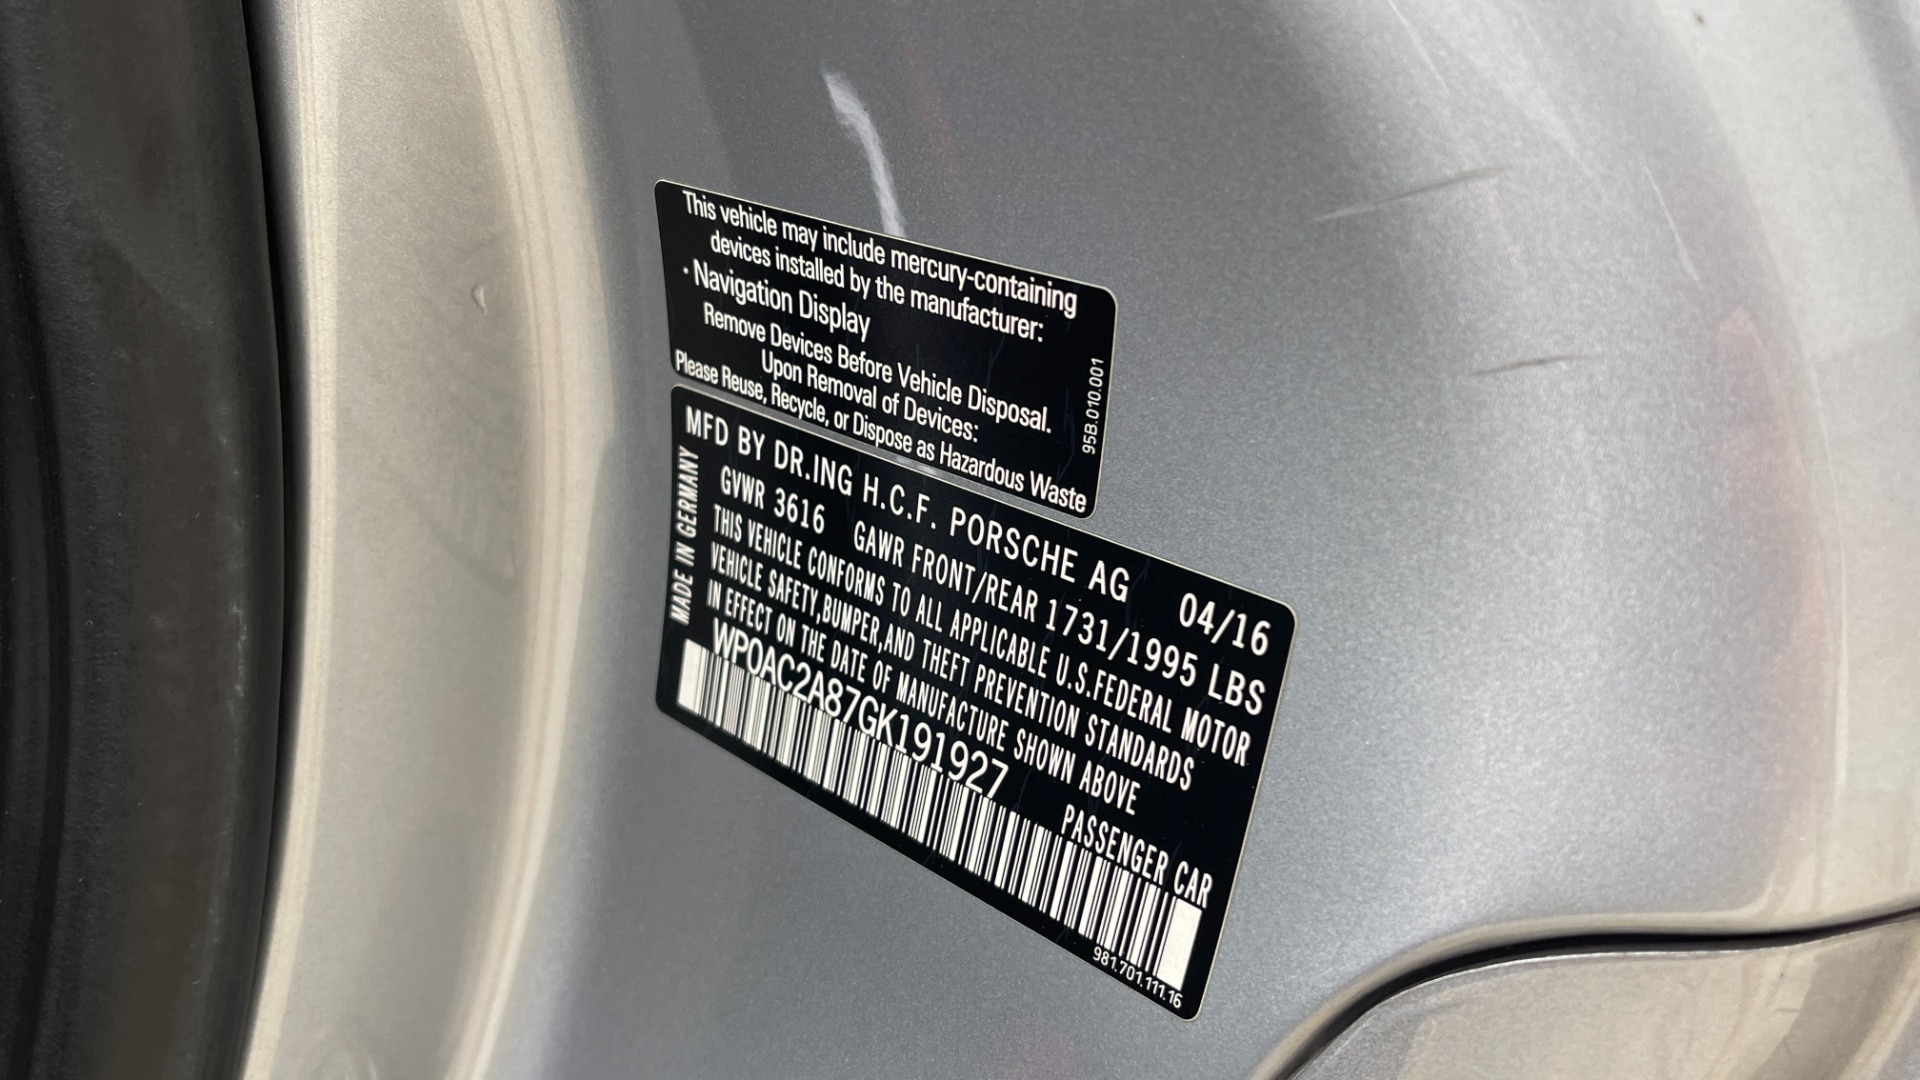 This vehicle may include mercury-containing
devices installed by the manufacturer:
· Navigation Display
Remove Devices Before Vehicle Disposal.
Upon Removal of Devices:
Please Reuse, Recycle, or Dispose as Hazardous Waste
95B.010.001
MFD BY DR.ING H.C.F. PORSCHE AG 04/16
GVWR 3616 GAWR FRONT/REAR 1731/1995 LBS
THIS VEHICLE CONFORMS TO ALL APPLICABLE U.S.FEDERAL MOTOR
VEHICLE SAFETY,BUMPER,AND THEFT PREVENTION STANDARDS
IN EFFECT ON THE DATE OF MANUFACTURE SHOWN ABOVE
WP0AC2A87GK191927
PASSENGER CAR
MADE IN GERMANY
981.701.111.16